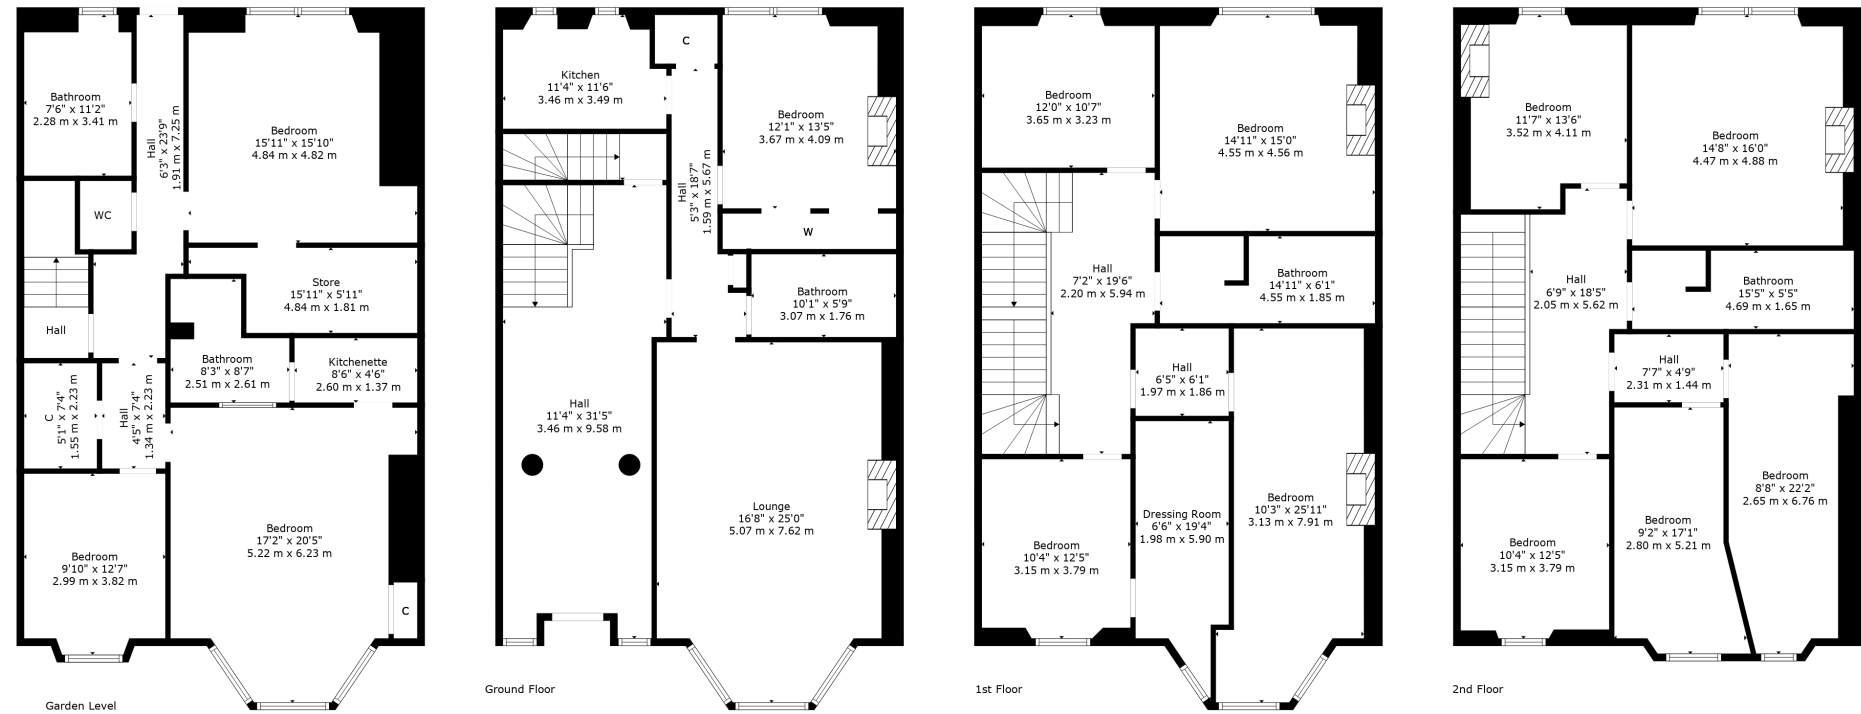 Bathroom
7'6" x 11'2"
2.28 m x 3.41 m
Hall
6'3" x 23'9"
1.91 m x 7.25 m
Bedroom
15'11" x 15'10"
4.84 m x 4.82 m
WC
Store
15'11" x 5'11"
4.84 m x 1.81 m
Hall
Bathroom
8'3" x 8'7"
2.51 m x 2.61 m
Kitchenette
8'6" x 4'6"
2.60 m x 1.37 m
C
5'1" x 7'4"
1.55 m x 2.23 m
Hall
4'5" x 7'4"
1.34 m x 2.23 m
Bedroom
9'10" x 12'7"
2.99 m x 3.82 m
Bedroom
17'2" x 20'5"
5.22 m x 6.23 m
C
Garden Level
Kitchen
11'4" x 11'6"
3.46 m x 3.49 m
C
Bedroom
12'1" x 13'5"
3.67 m x 4.09 m
Hall
5'3" x 18'7"
1.59 m x 5.67 m
W
Bathroom
10'1" x 5'9"
3.07 m x 1.76 m
Hall
11'4" x 31'5"
3.46 m x 9.58 m
Lounge
16'8" x 25'0"
5.07 m x 7.62 m
Ground Floor
Bedroom
12'0" x 10'7"
3.65 m x 3.23 m
Bedroom
14'11" x 15'0"
4.55 m x 4.56 m
Hall
7'2" x 19'6"
2.20 m x 5.94 m
Bathroom
14'11" x 6'1"
4.55 m x 1.85 m
Hall
6'5" x 6'1"
1.97 m x 1.86 m
Bedroom
10'4" x 12'5"
3.15 m x 3.79 m
Dressing Room
6'6" x 19'4"
1.98 m x 5.90 m
Bedroom
10'3" x 25'11"
3.13 m x 7.91 m
1st Floor
Bedroom
11'7" x 13'6"
3.52 m x 4.11 m
Bedroom
14'8" x 16'0"
4.47 m x 4.88 m
Hall
6'9" x 18'5"
2.05 m x 5.62 m
Bathroom
15'5" x 5'5"
4.69 m x 1.65 m
Hall
7'7" x 4'9"
2.31 m x 1.44 m
Bedroom
10'4" x 12'5"
3.15 m x 3.79 m
Bedroom
9'2" x 17'1"
2.80 m x 5.21 m
Bedroom
8'8" x 22'2"
2.65 m x 6.76 m
2nd Floor